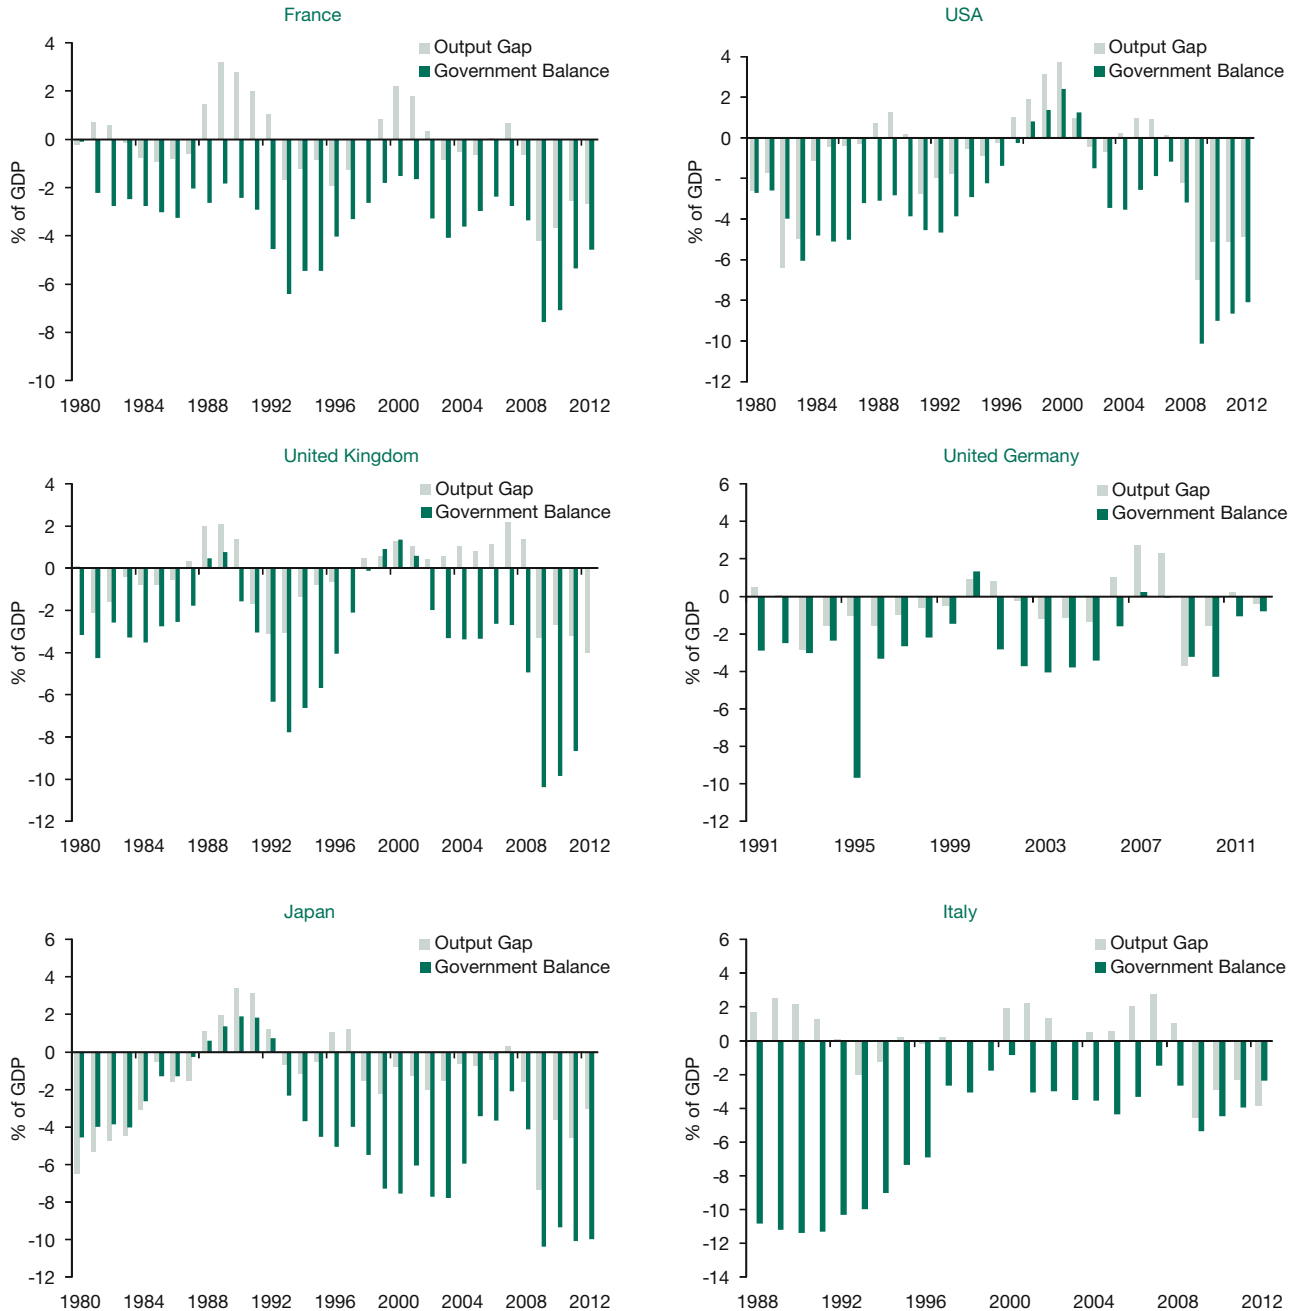 France
Output Gap
Government Balance
% of GDP
4
2
0
-2
-4
-6
-8
-10
1980 1984 1988 1992 1996 2000 2004 2008 2012
USA
Output Gap
Government Balance
% of GDP
4
2
0
-
-4
-6
-8
-10
-12
1980 1984 1988 1992 1996 2000 2004 2008 2012
United Kingdom
Output Gap
Government Balance
% of GDP
4
2
0
-2
-4
-6
-8
-10
-12
1980 1984 1988 1992 1996 2000 2004 2008 2012
United Germany
Output Gap
Government Balance
% of GDP
6
4
2
0
-2
-4
-6
-8
-10
-12
1991 1995 1999 2003 2007 2011
Japan
Output Gap
Government Balance
% of GDP
6
4
2
0
-2
-4
-6
-8
-10
-12
1980 1984 1988 1992 1996 2000 2004 2008 2012
Italy
Output Gap
Government Balance
% of GDP
6
4
2
0
-2
-4
-6
-8
-10
-12
-14
1988 1992 1996 2000 2004 2008 2012